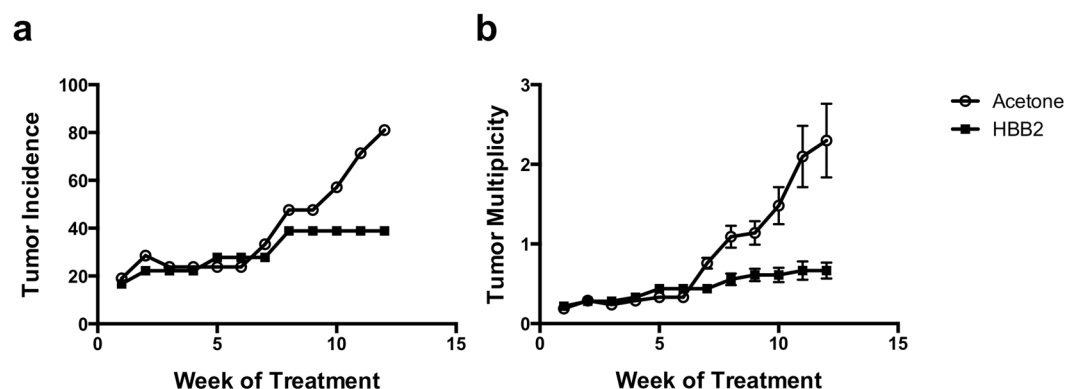 a
b
Tumor Incidence
100
80
60
40
20
0
0
5
10
15
Week of Treatment
Tumor Multiplicity
3
2
1
0
0
5
10
15
Week of Treatment
Acetone
HBB2